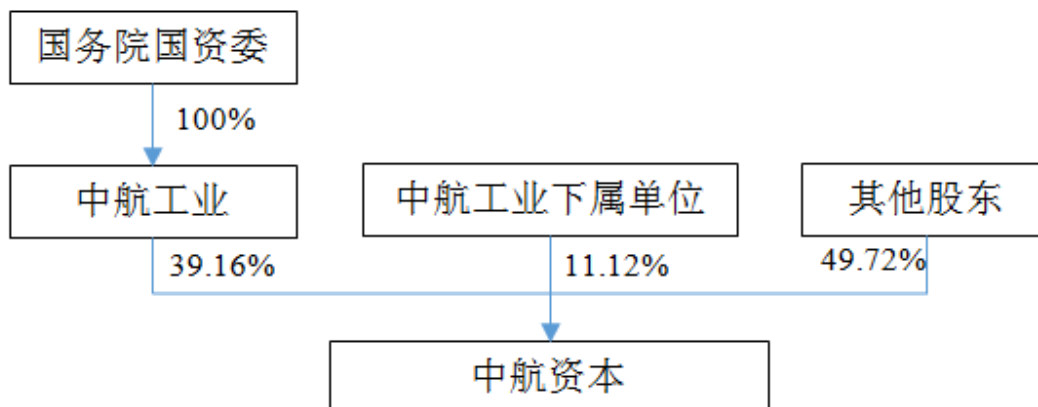 国务院国资委
100%
中航工业
中航工业下属单位
其他股东
39.16%
11.12%
49.72%
中航资本